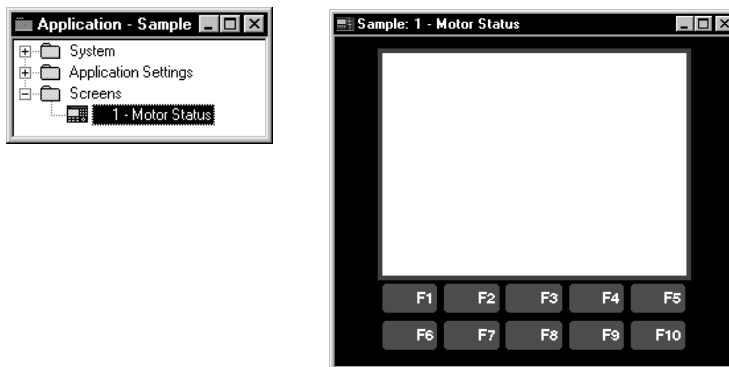 Application - Sample
System
Application Settings
Screens
1 - Motor Status
Sample: 1 - Motor Status
F1 F2 F3 F4 F5
F6 F7 F8 F9 F10